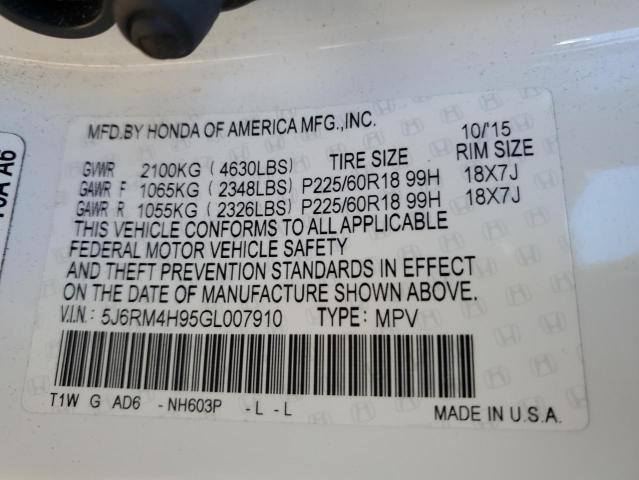 MFD.BY HONDA OF AMERICA MFG.,INC. 10/'15
GVWR 2100KG (4630LBS) TIRE SIZE RIM SIZE
GAWR F 1065KG (2348LBS) P225/60R18 99H 18X7J
GAWR R 1055KG (2326LBS) P225/60R18 99H 18X7J
THIS VEHICLE CONFORMS TO ALL APPLICABLE
FEDERAL MOTOR VEHICLE SAFETY
AND THEFT PREVENTION STANDARDS IN EFFECT
ON THE DATE OF MANUFACTURE SHOWN ABOVE.
V.I.N.: 5J6RM4H95GL007910 TYPE: MPV
T1W G AD6 -NH603P -L -L
MADE IN U.S.A.
A6